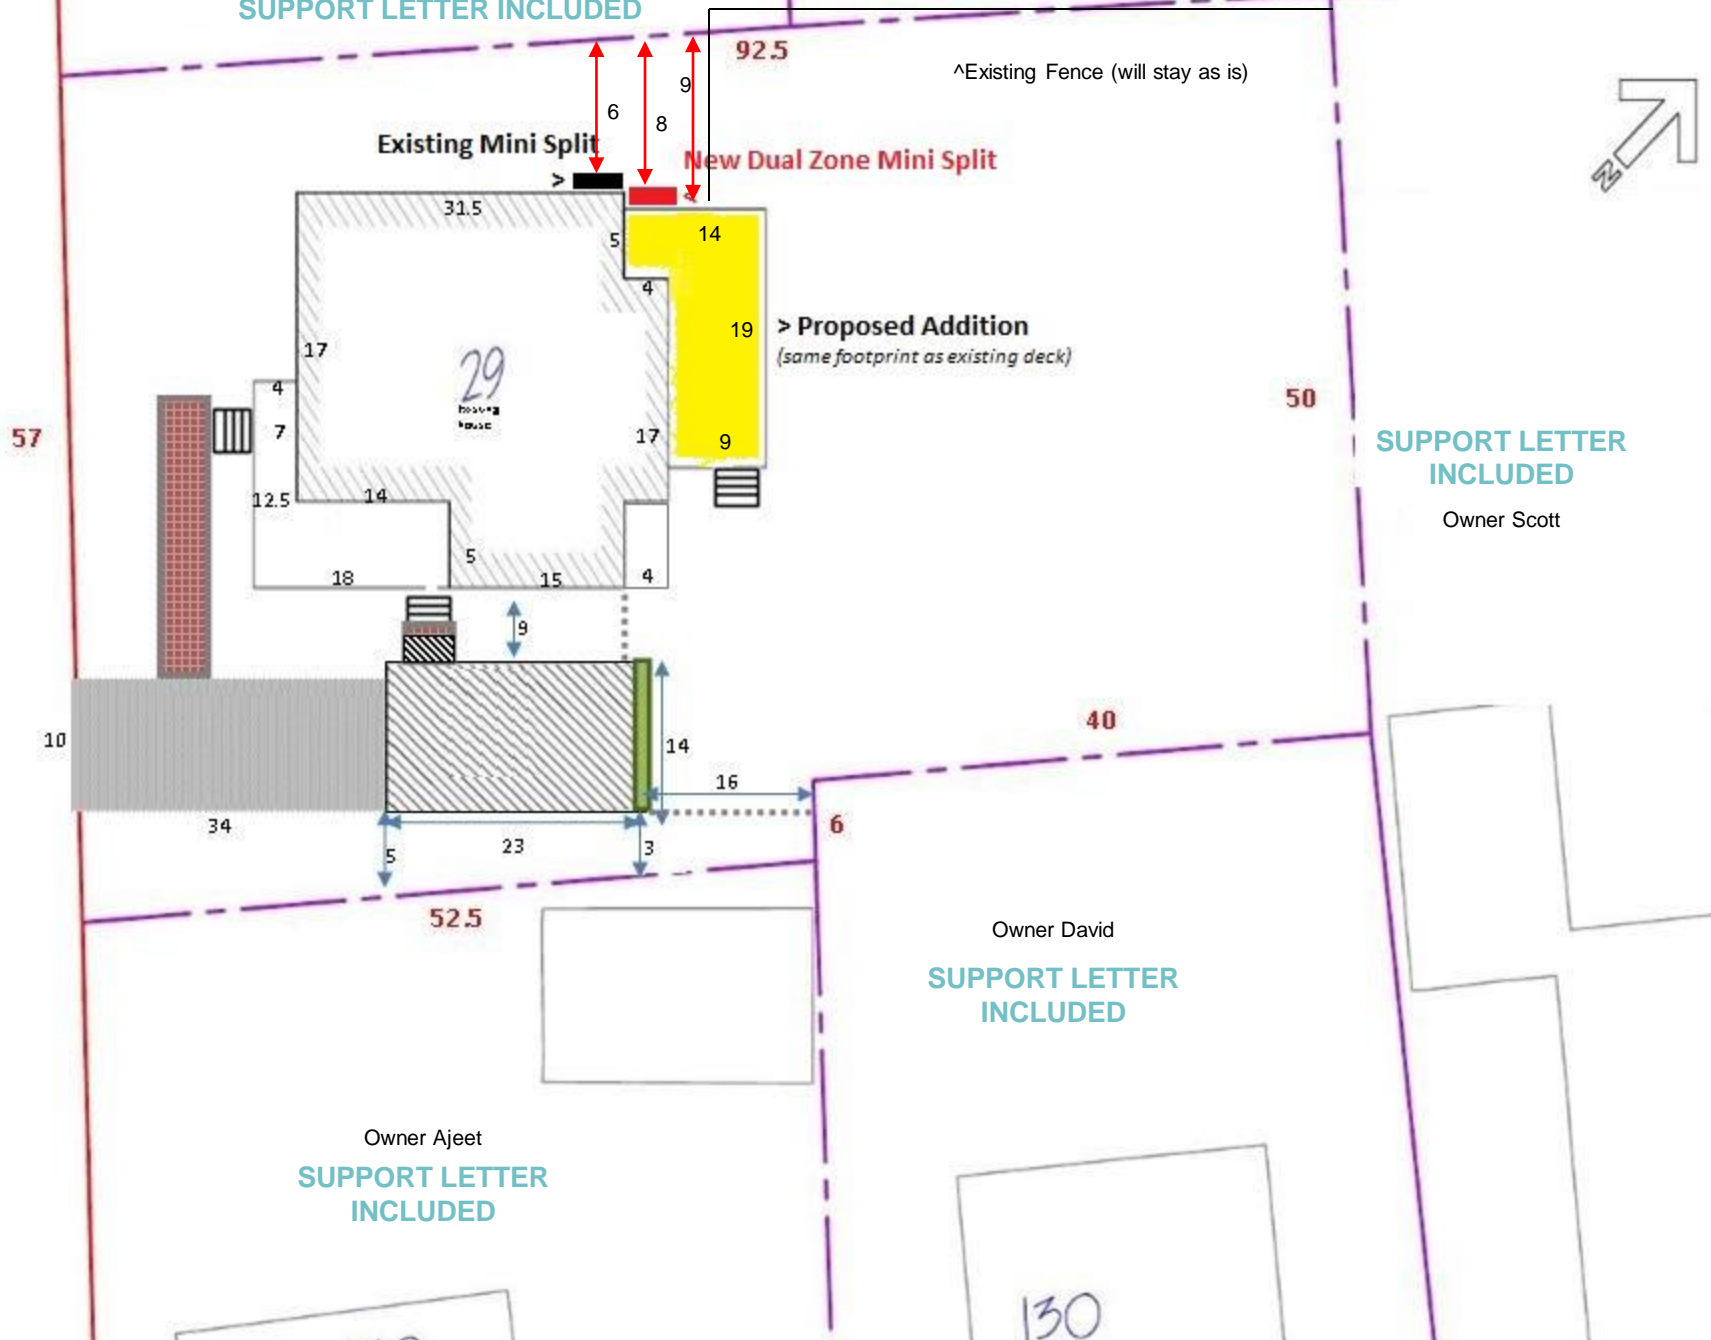 SUPPORT LETTER INCLUDED
92.5
^Existing Fence (will stay as is)
9
6
8
Existing Mini Split
>
New Dual Zone Mini Split
<
N
31.5
5
14
4
17
29
house
19
> Proposed Addition
(same footprint as existing deck)
50
4
7
17
9
57
SUPPORT LETTER
INCLUDED
Owner Scott
12.5
14
5
18
15
4
9
10
14
40
16
34
5
23
3
6
52.5
Owner David
SUPPORT LETTER
INCLUDED
Owner Ajeet
SUPPORT LETTER
INCLUDED
130